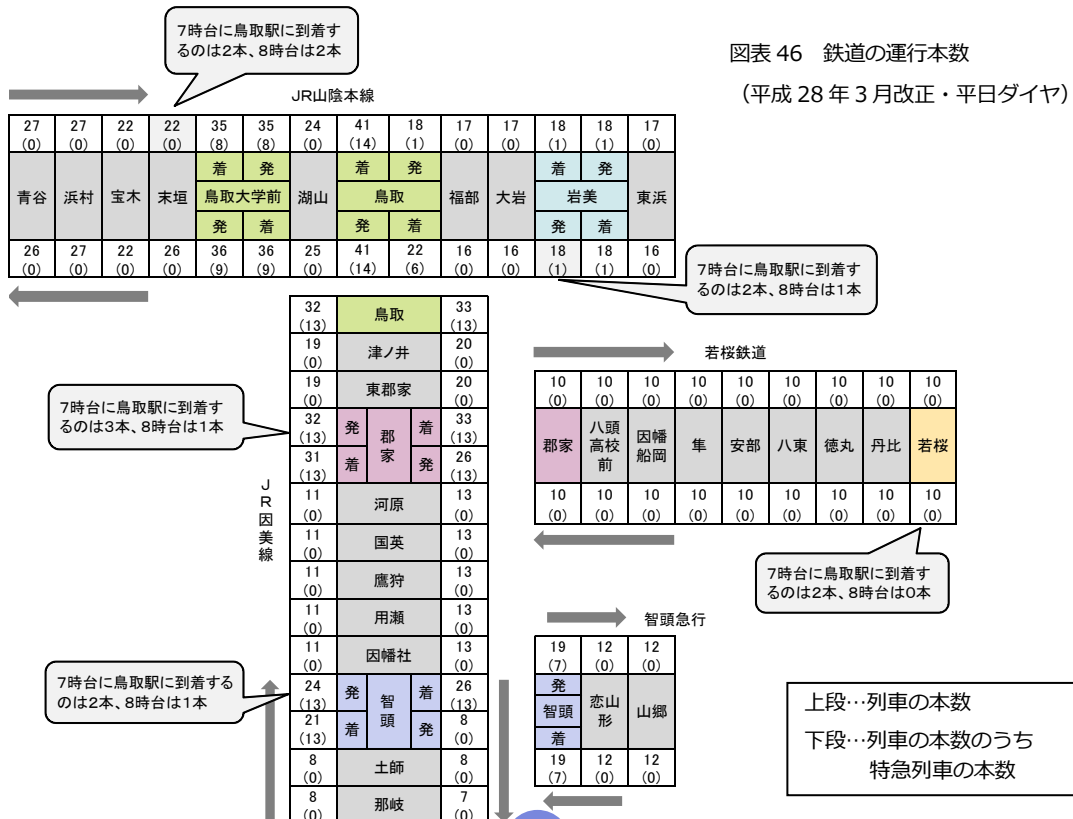 図表 46 鉄道の運行本数
（平成 28 年 3 月改正・平日ダイヤ）
7時台に鳥取駅に到着す
るのは2本、8時台は2本
JR山陰本線
27 27 22 22 35 35 24 41 18 17 17 18 18 17
(0) (0) (0) (0) (8) (8) (0) (14) (1) (0) (0) (1) (1) (0)
着 発 着 発 着 発
青谷 浜村 宝木 末垣 鳥取大学前 湖山 鳥取 福部 大岩 岩美 東浜
発 着 発 着 発 着
26 27 22 26 36 36 25 41 22 16 16 18 18 16
(0) (0) (0) (0) (9) (9) (0) (14) (6) (0) (0) (1) (1) (0)
7時台に鳥取駅に到着す
るのは2本、8時台は1本
JR因美線
32 鳥取 33
(13) (13)
19 津ノ井 20
(0) (0)
19 東郡家 20
(0) (0)
7時台に鳥取駅に到着す
るのは3本、8時台は1本
32 発 郡家 着 33
(13) (13)
31 着 発 26
(13) (13)
11 河原 13
(0) (0)
11 国英 13
(0) (0)
11 鷹狩 13
(0) (0)
11 用瀬 13
(0) (0)
11 因幡社 13
(0) (0)
7時台に鳥取駅に到着する
のは2本、8時台は1本
24 発 智頭 着 26
(13) (13)
21 着 発 8
(13) (0)
8 土師 8
(0) (0)
8 那岐 7
(0) (0)
若桜鉄道
10 10 10 10 10 10 10 10 10
(0) (0) (0) (0) (0) (0) (0) (0) (0)
郡家 八頭高校前 因幡船岡 隼 安部 八東 徳丸 丹比 若桜
10 10 10 10 10 10 10 10 10
(0) (0) (0) (0) (0) (0) (0) (0) (0)
7時台に鳥取駅に到着す
るのは2本、8時台は0本
智頭急行
19 12 12
(7) (0) (0)
発
智頭 恋山形 山郷
着
19 12 12
(7) (0) (0)
上段…列車の本数
下段…列車の本数のうち
特急列車の本数